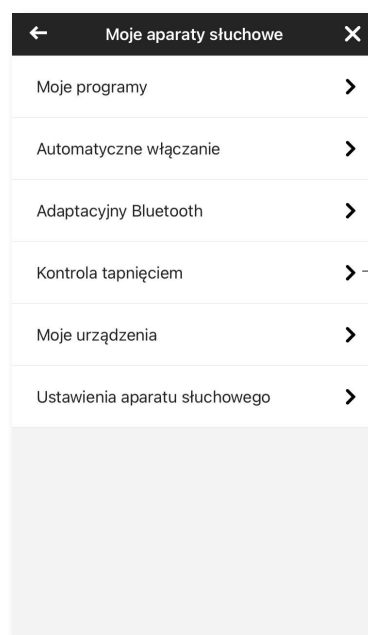 Moje aparaty słuchowe
Moje programy
Automatyczne włączanie
Adaptacyjny Bluetooth
Kontrola tapnięciem
Moje urządzenia
Ustawienia aparatu słuchowego